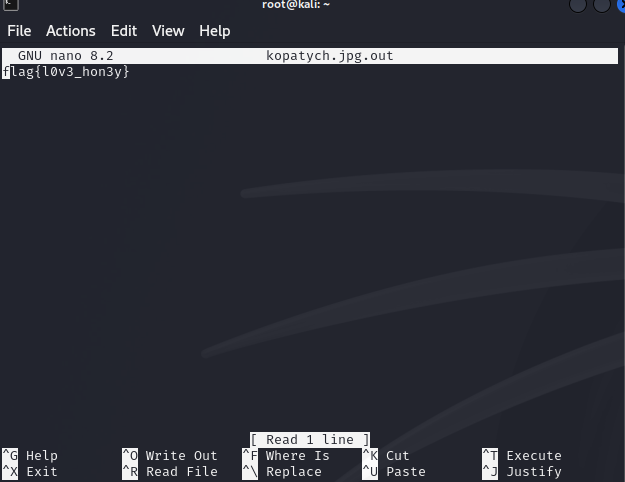 root@kali: ~
File Actions Edit View Help
GNU nano 8.2 kopatych.jpg.out
flag{l0v3_hon3y}
[ Read 1 line ]
^G Help ^O Write Out ^F Where Is ^K Cut ^T Execute
^X Exit ^R Read File ^\ Replace ^U Paste ^J Justify